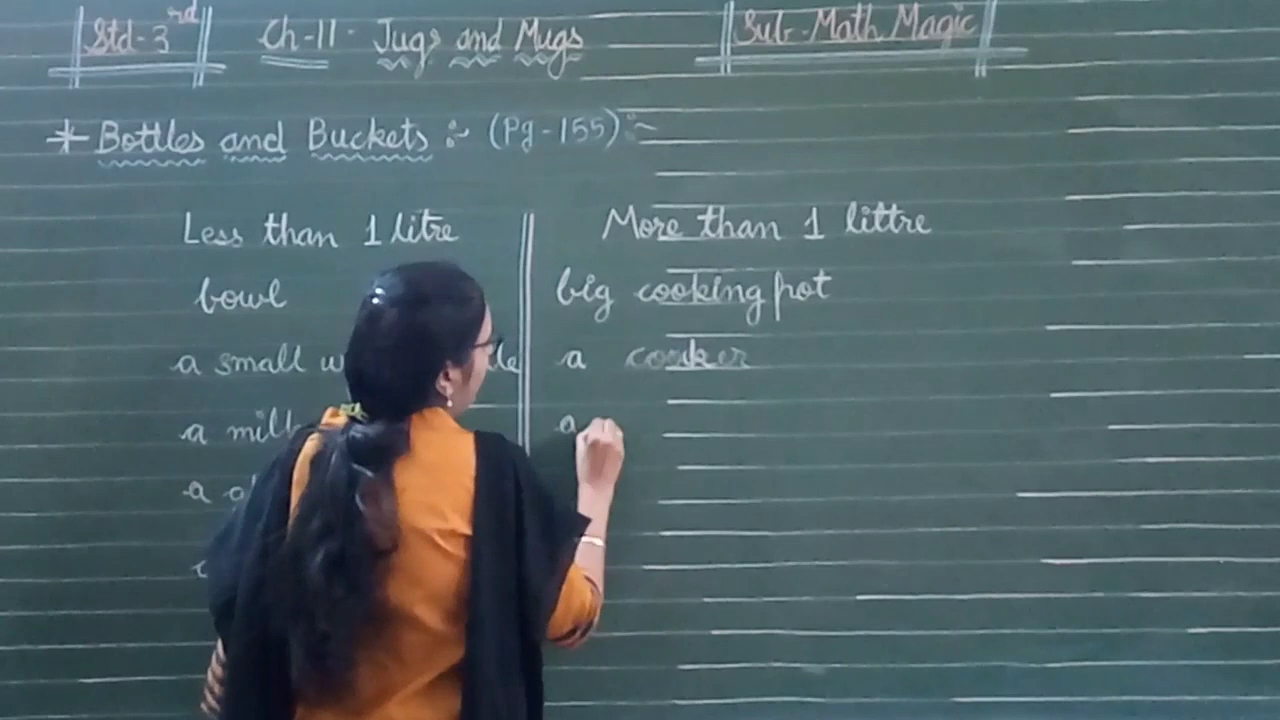 Std-3rd Ch-11. Jugs and Mugs Sub-Math Magic
* Bottles and Buckets :- (Pg-155):-
Less than 1 litre More than 1 littre
bowl big cooking pot
a small a cooker
a a
a